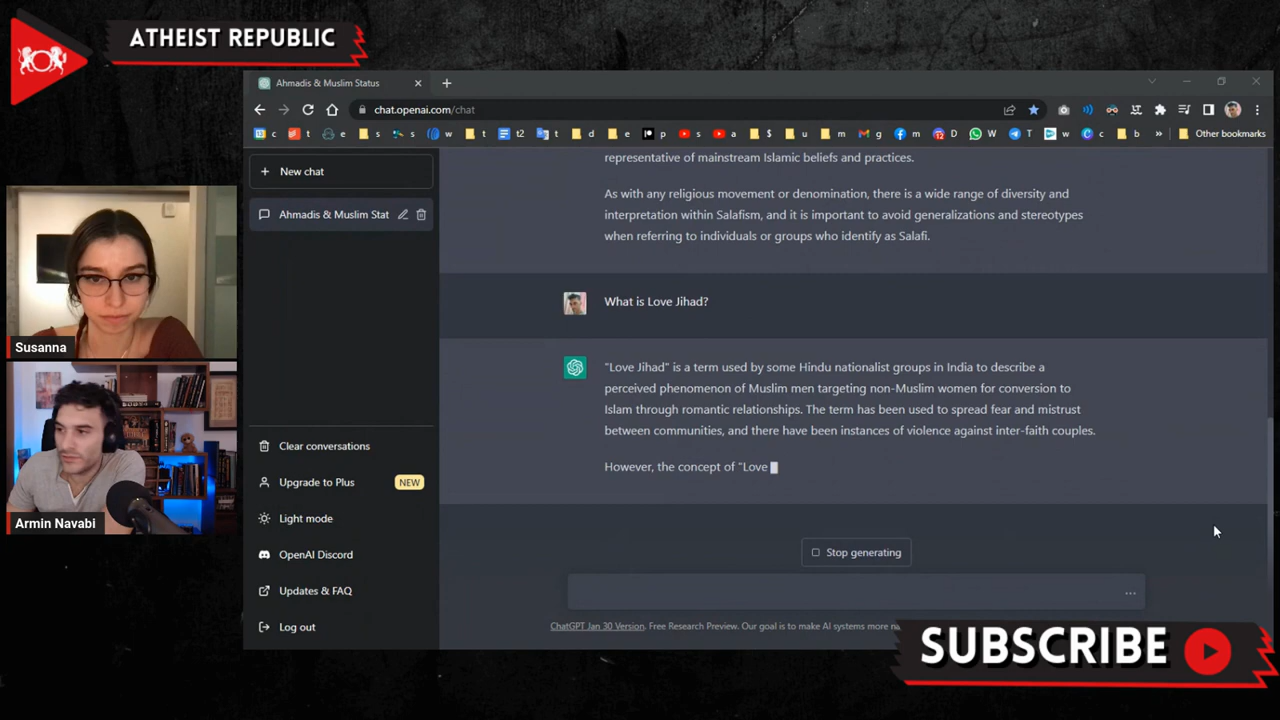 ATHEIST REPUBLIC
Ahmadis & Muslim Status
chat.openai.com/chat
c t e s s w t t2 t d e p s a $ u m g m D W T w c b » Other bookmarks
New chat
Ahmadis & Muslim Stat
representative of mainstream Islamic beliefs and practices.
As with any religious movement or denomination, there is a wide range of diversity and
interpretation within Salafism, and it is important to avoid generalizations and stereotypes
when referring to individuals or groups who identify as Salafi.
What is Love Jihad?
"Love Jihad" is a term used by some Hindu nationalist groups in India to describe a
perceived phenomenon of Muslim men targeting non-Muslim women for conversion to
Islam through romantic relationships. The term has been used to spread fear and mistrust
between communities, and there have been instances of violence against inter-faith couples.
However, the concept of "Love
Susanna
Armin Navabi
Clear conversations
Upgrade to Plus NEW
Light mode
OpenAI Discord
Updates & FAQ
Log out
Stop generating
...
ChatGPT Jan 30 Version. Free Research Preview. Our goal is to make AI systems more na
SUBSCRIBE